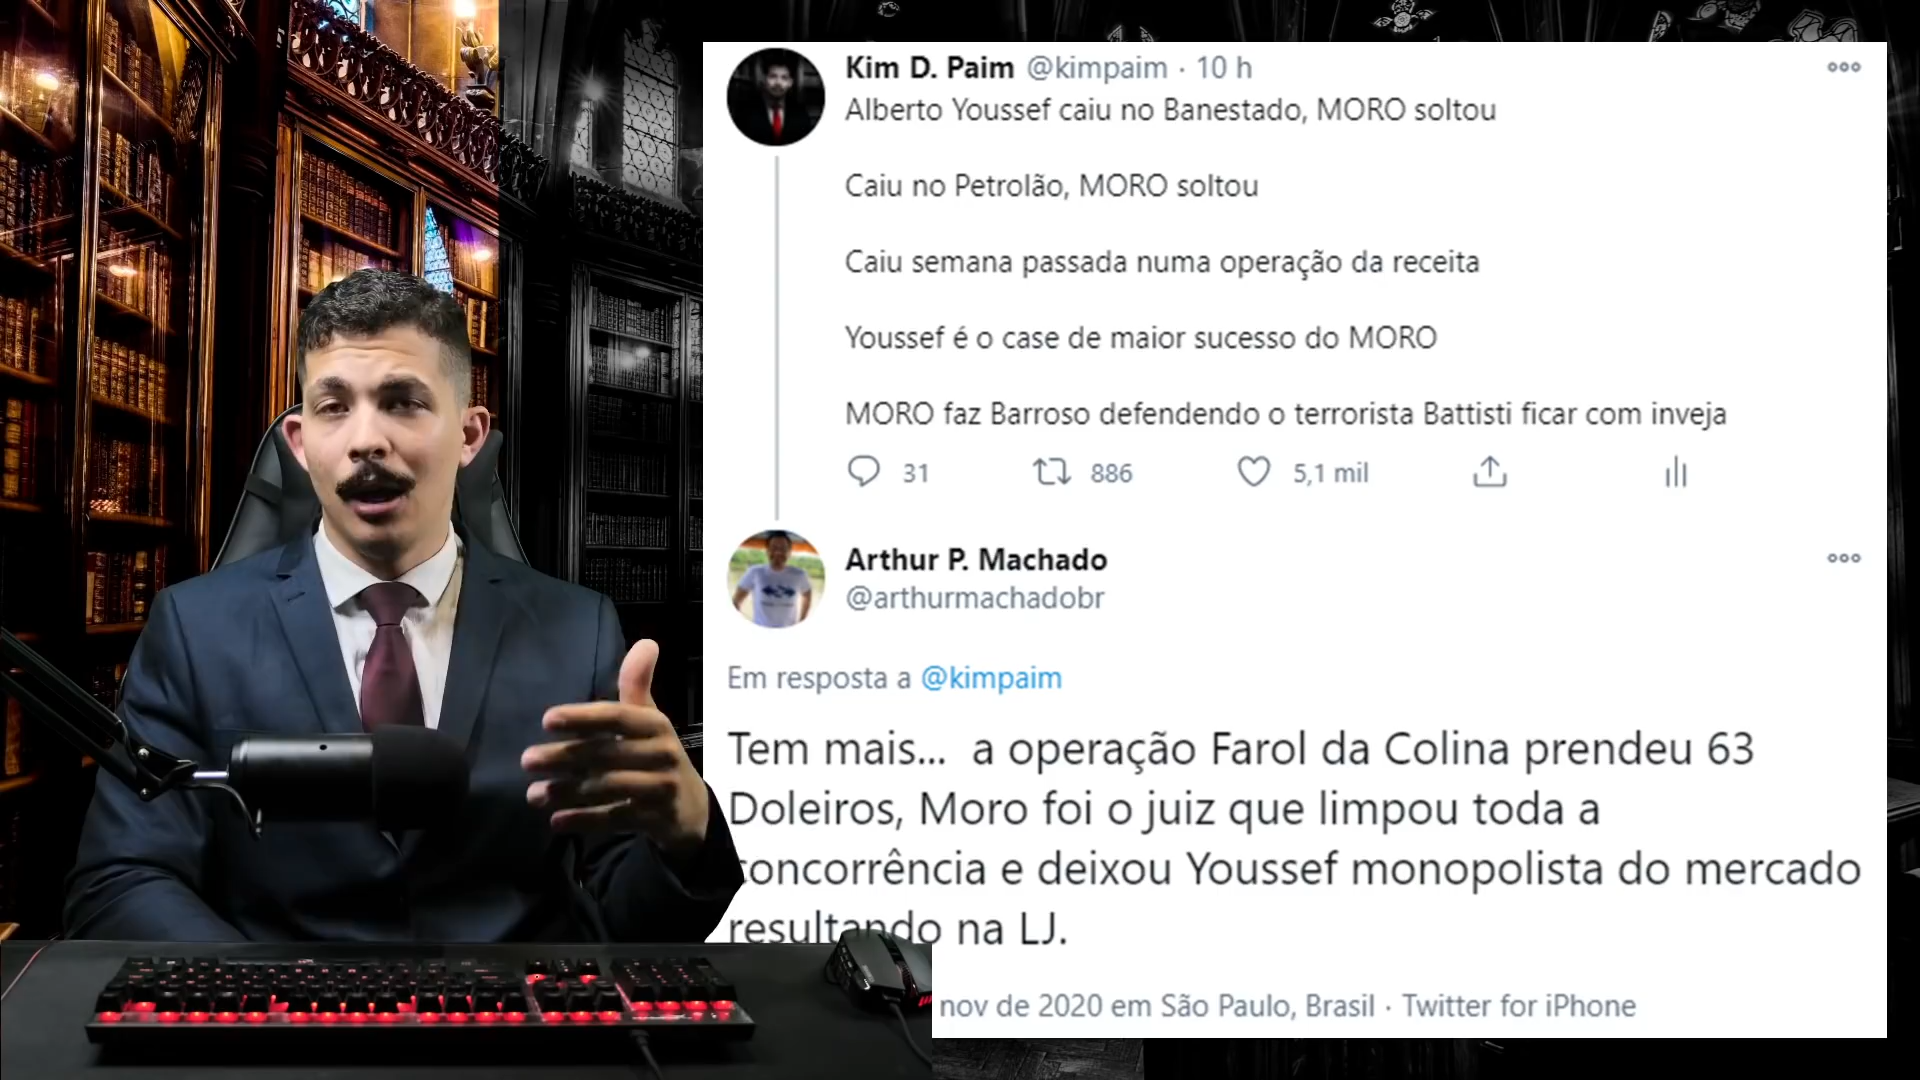 Kim D. Paim @kimpaim · 10 h
Alberto Youssef caiu no Banestado, MORO soltou
Caiu no Petrolão, MORO soltou
Caiu semana passada numa operação da receita
Youssef é o case de maior sucesso do MORO
MORO faz Barroso defendendo o terrorista Battisti ficar com inveja
31 886 5,1 mil
Arthur P. Machado
@arthurmachadobr
Em resposta a @kimpaim
Tem mais... a operação Farol da Colina prendeu 63
Doleiros, Moro foi o juiz que limpou toda a
concorrência e deixou Youssef monopolista do mercado
resultando na LJ.
nov de 2020 em São Paulo, Brasil · Twitter for iPhone